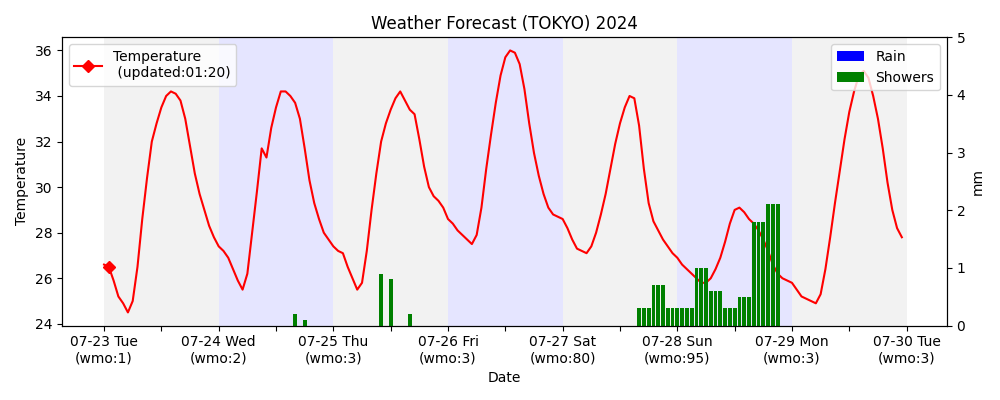 Weather Forecast (TOKYO) 2024
Temperature
(updated:01:20)
Rain
Showers
36
34
32
30
28
26
24
Temperature
5
4
3
2
1
0
mm
07-23 Tue
(wmo:1)
07-24 Wed
(wmo:2)
07-25 Thu
(wmo:3)
07-26 Fri
(wmo:3)
07-27 Sat
(wmo:80)
07-28 Sun
(wmo:95)
07-29 Mon
(wmo:3)
07-30 Tue
(wmo:3)
Date